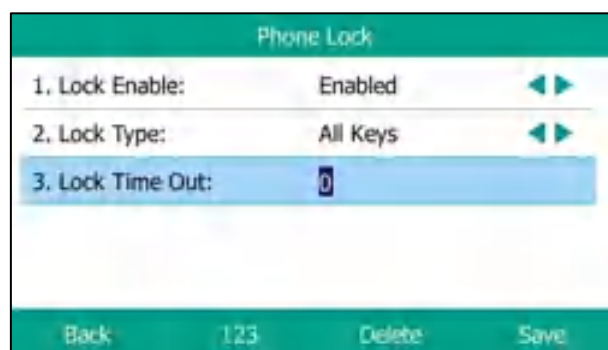 Phone Lock
1. Lock Enable: Enabled
2. Lock Type: All Keys
3. Lock Time Out: 0
Back 123 Delete Save